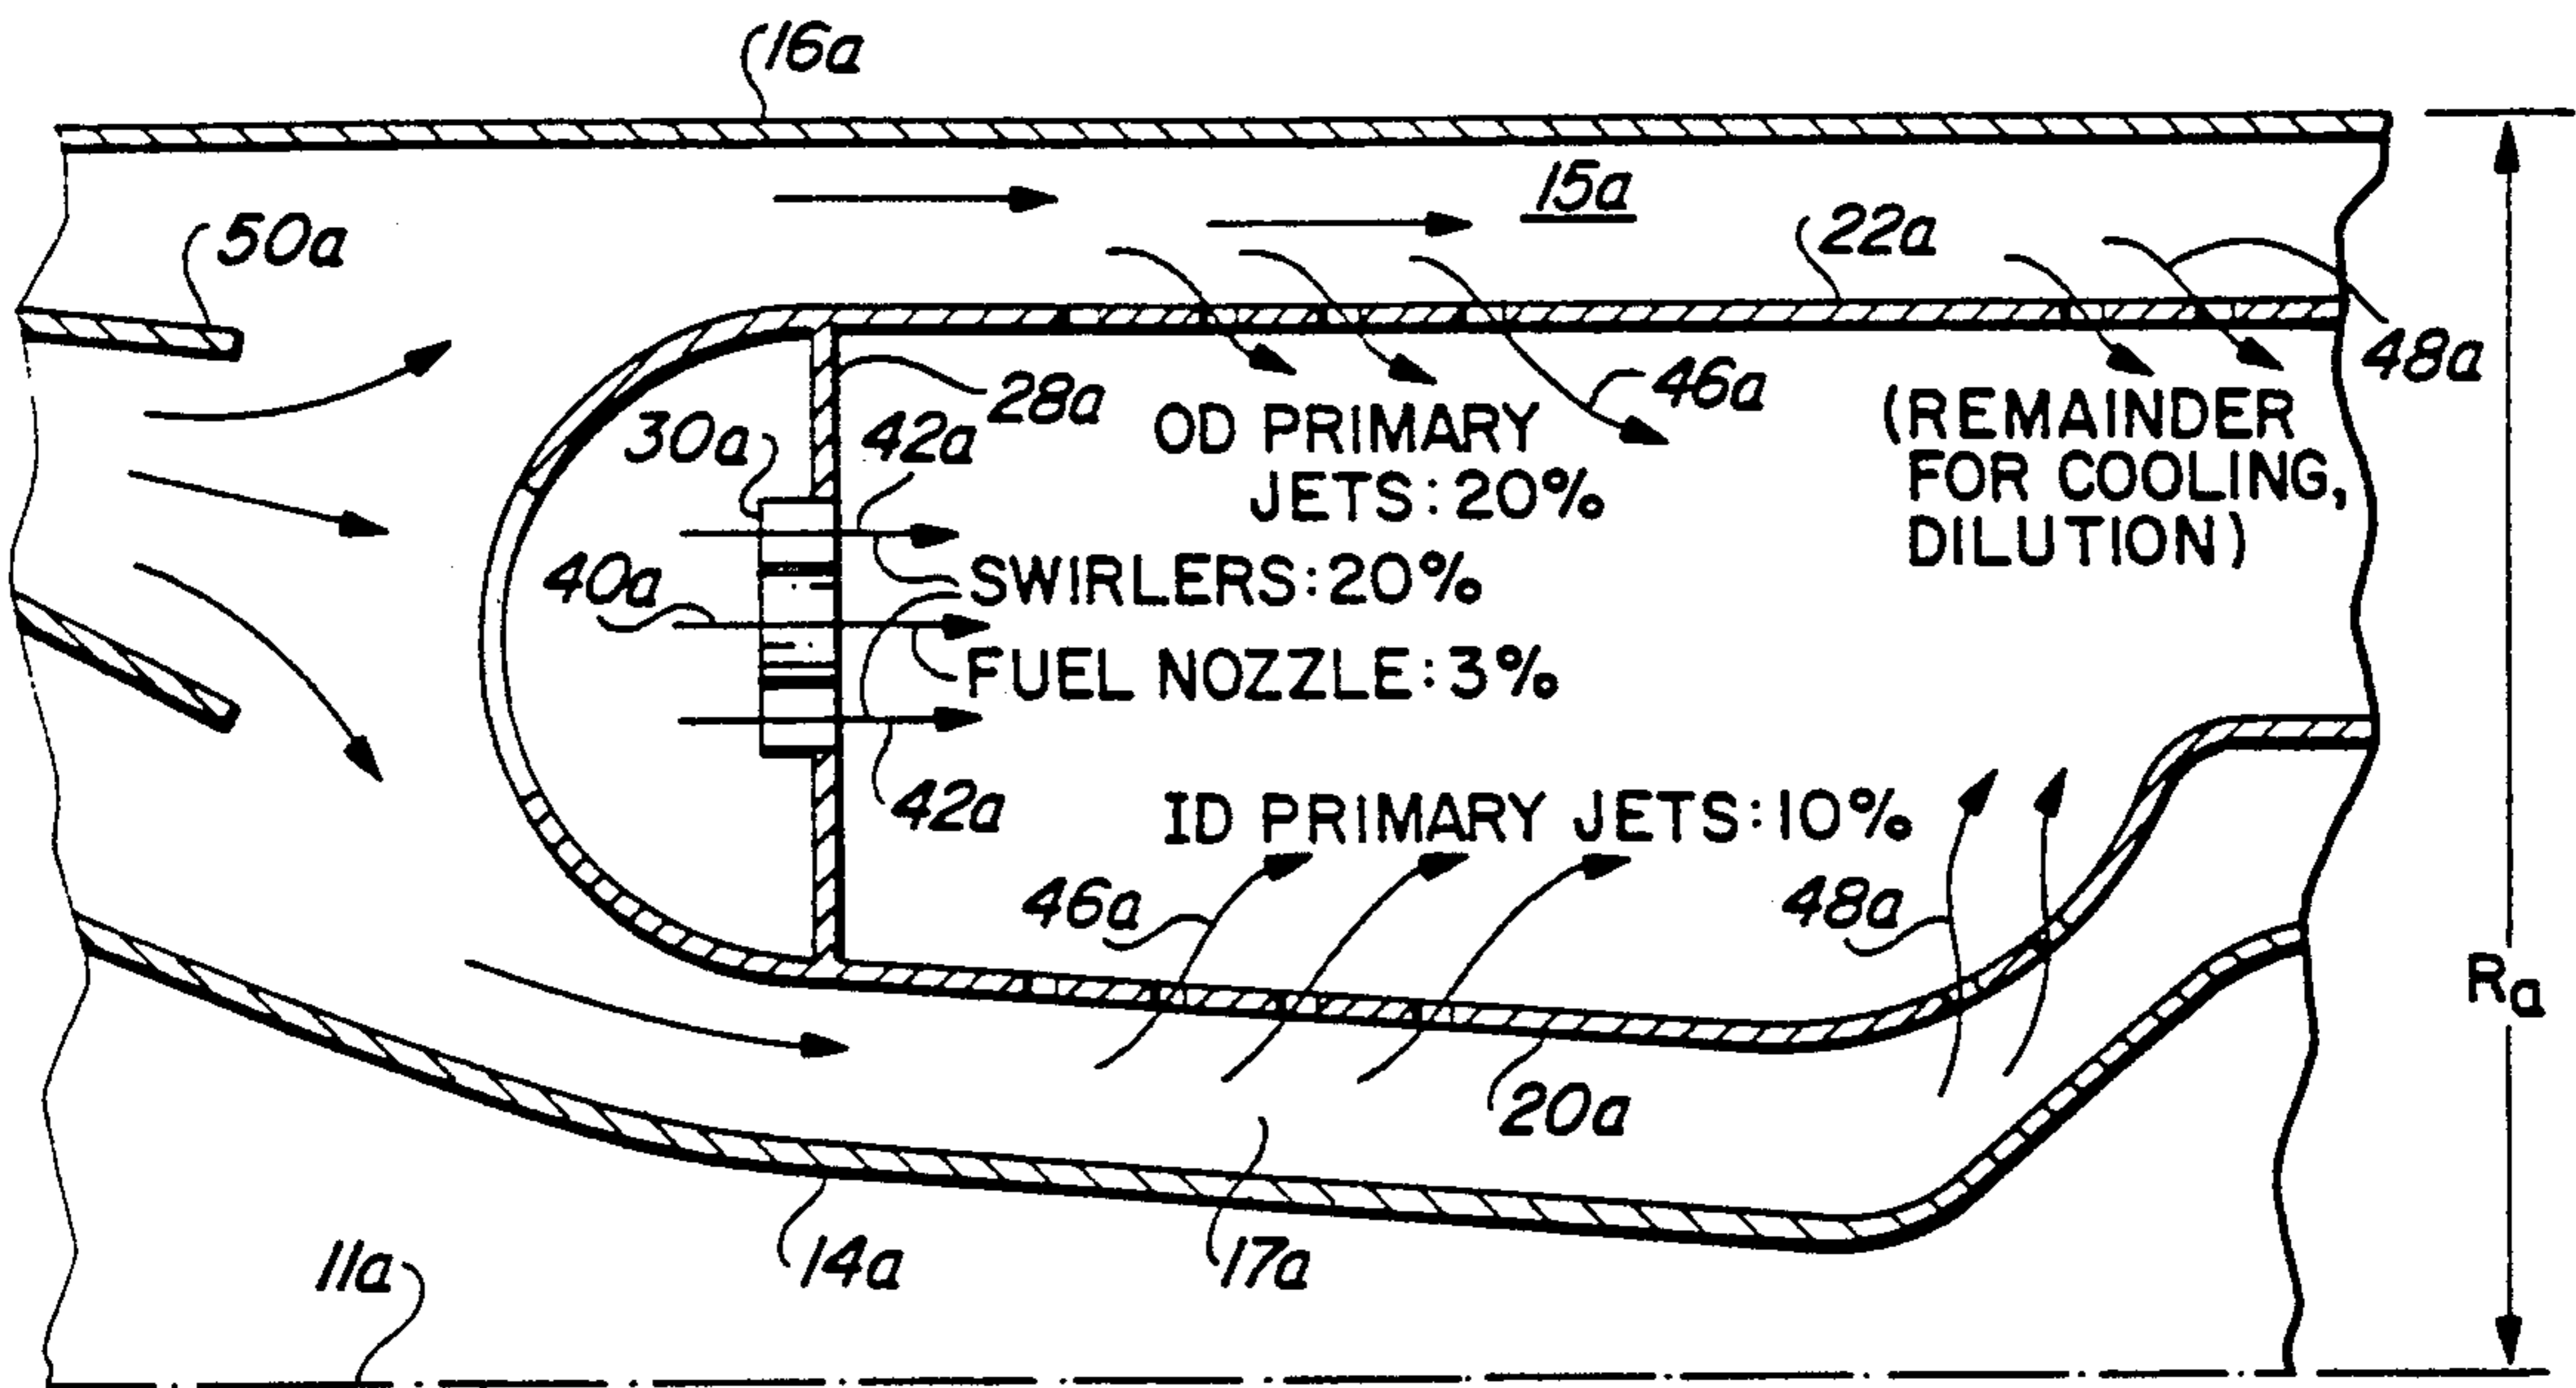 16a
15a
50a
22a
48a
28a
46a
30a
42a
OD PRIMARY
JETS: 20%
(REMAINDER
FOR COOLING,
DILUTION)
40a
SWIRLERS: 20%
FUEL NOZZLE: 3%
42a
ID PRIMARY JETS: 10%
46a
48a
Ra
20a
11a
14a
17a